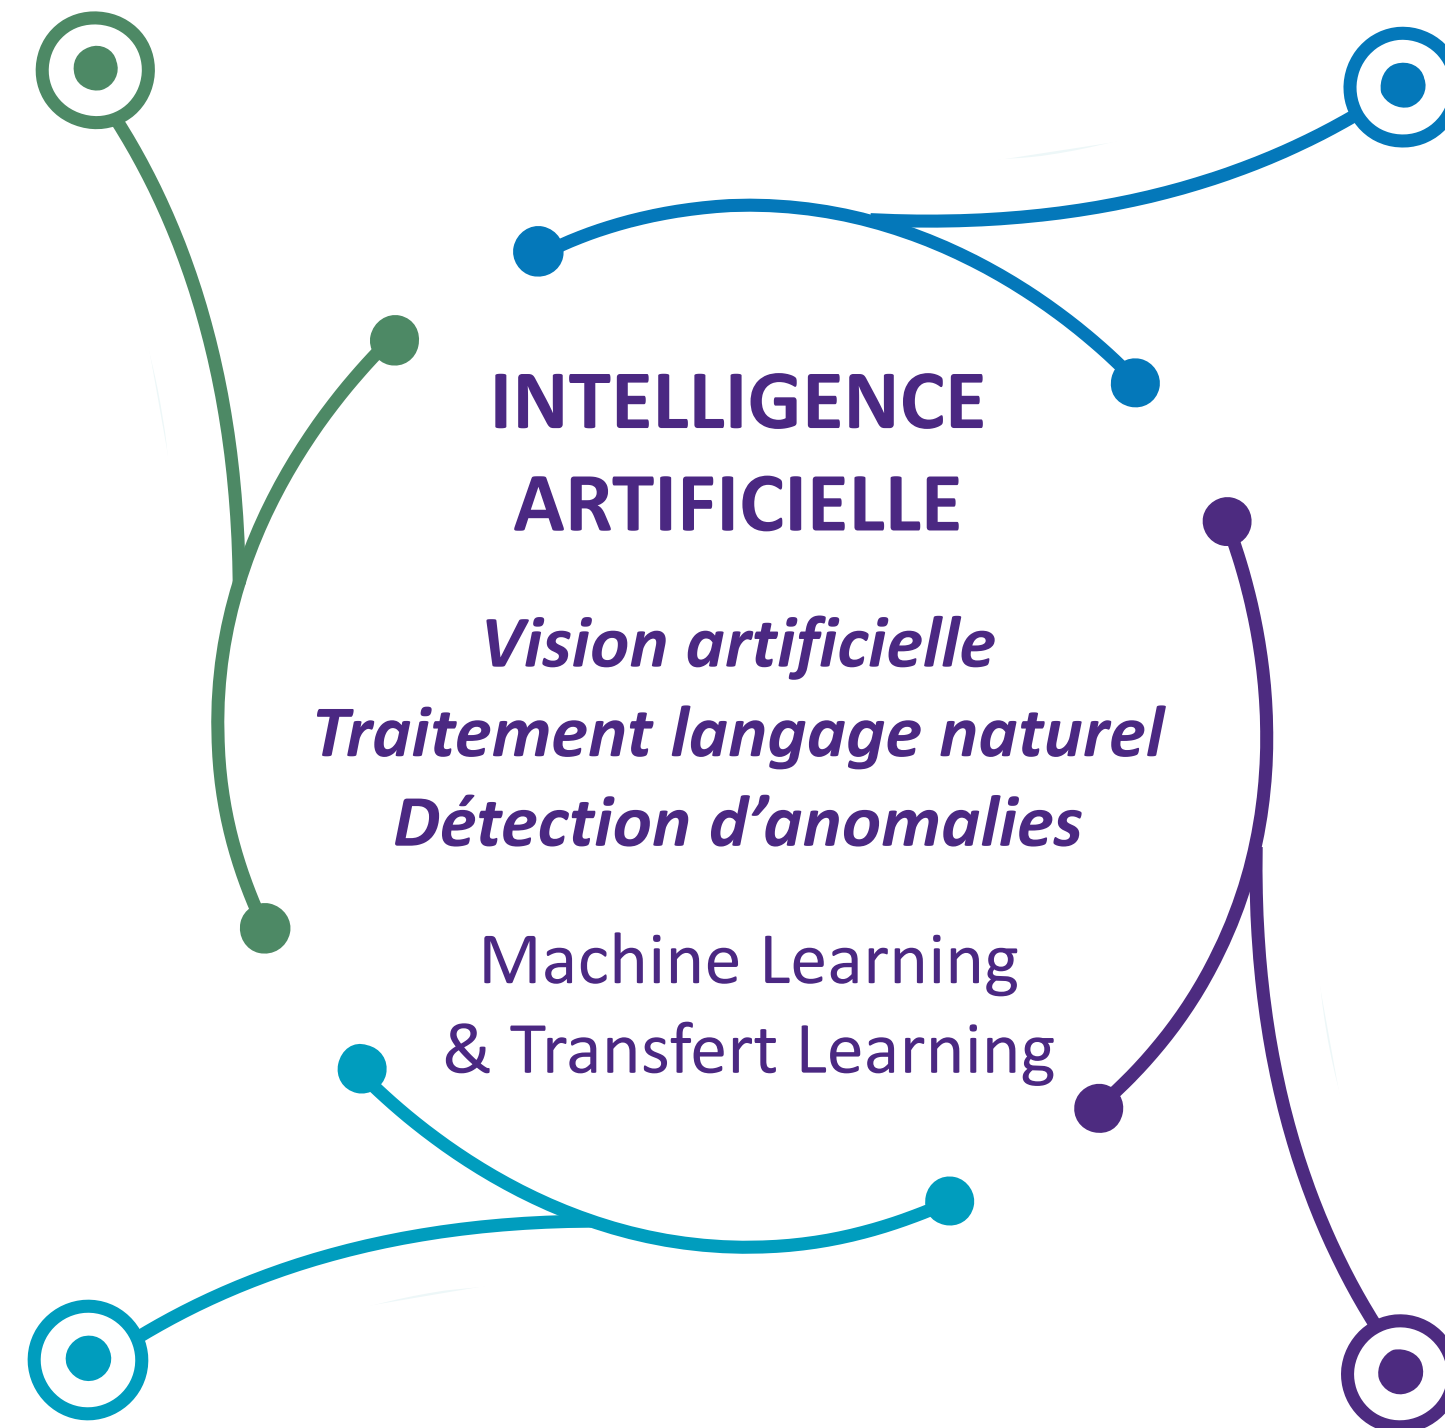 INTELLIGENCE
ARTIFICIELLE
Vision artificielle
Traitement langage naturel
Détection d’anomalies
Machine Learning
& Transfert Learning